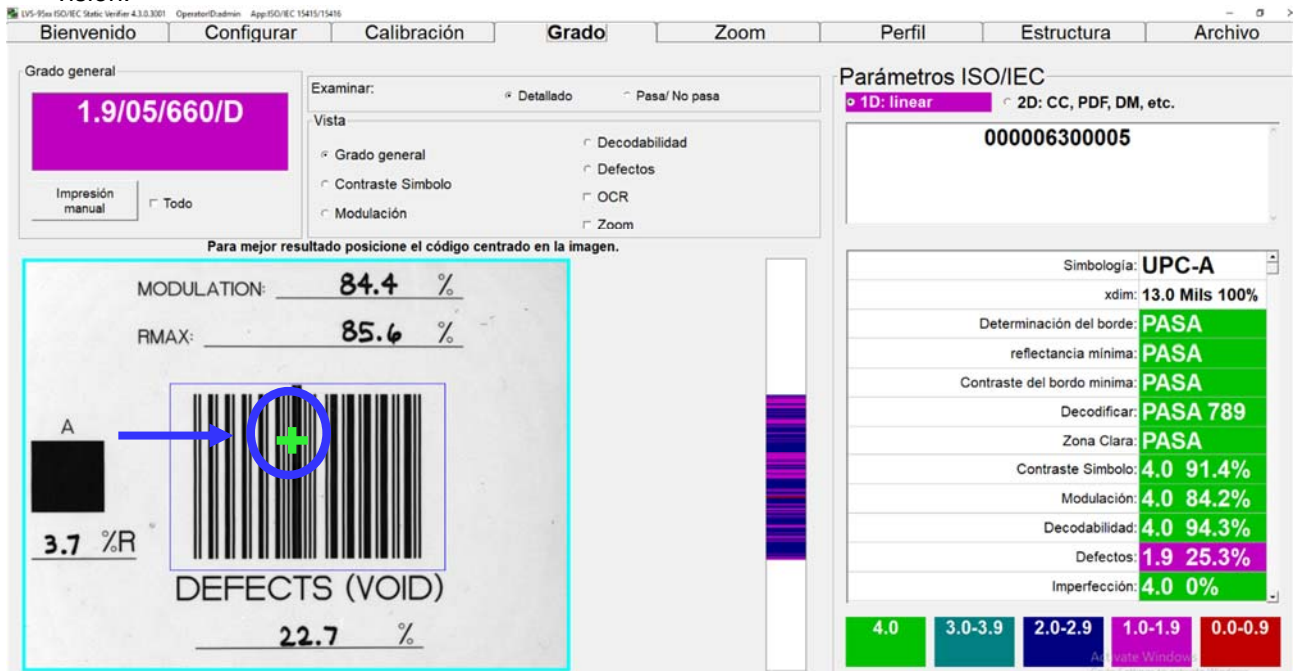 LVS-95xx ISO/IEC Static Verifier 4.3.0.3001 OperatorID:admin App:ISO/IEC 15415/15416
Bienvenido Configurar Calibración Grado Zoom Perfil Estructura Archivo
Grado general
1.9/05/660/D
Impresión manual
Todo
Examinar:
Detallado Pasa/ No pasa
Vista
Grado general
Contraste Simbolo
Modulación
Decodabilidad
Defectos
OCR
Zoom
Para mejor resultado posicione el código centrado en la imagen.
MODULATION: 84.4 %
RMAX: 85.6 %
A
3.7 %R
DEFECTS (VOID)
22.7 %
Parámetros ISO/IEC
1D: linear 2D: CC, PDF, DM, etc.
000006300005
Simbología: UPC-A
xdim: 13.0 Mils 100%
Determinación del borde: PASA
reflectancia mínima: PASA
Contraste del bordo minima: PASA
Decodificar: PASA 789
Zona Clara: PASA
Contraste Simbolo: 4.0 91.4%
Modulación: 4.0 84.2%
Decodabilidad: 4.0 94.3%
Defectos: 1.9 25.3%
Imperfección: 4.0 0%
4.0 3.0-3.9 2.0-2.9 1.0-1.9 0.0-0.9
Activate Windows